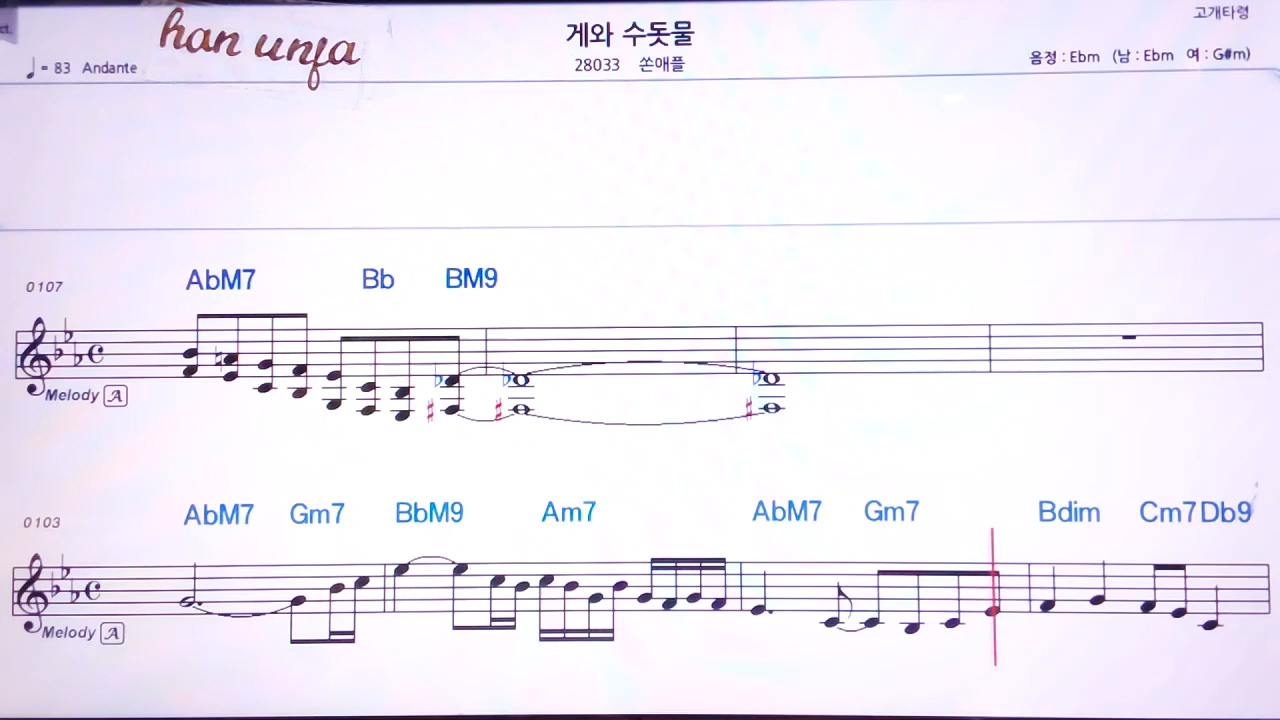 ct.
han unfa
게와 수돗물
고개타령
♩= 83 Andante
28033 쏜애플
음정 : Ebm (남 : Ebm 여 : G#m)
AbM7 Bb BM9
0107
Melody A
AbM7 Gm7 BbM9 Am7 AbM7 Gm7 Bdim Cm7 Db9
0103
Melody A